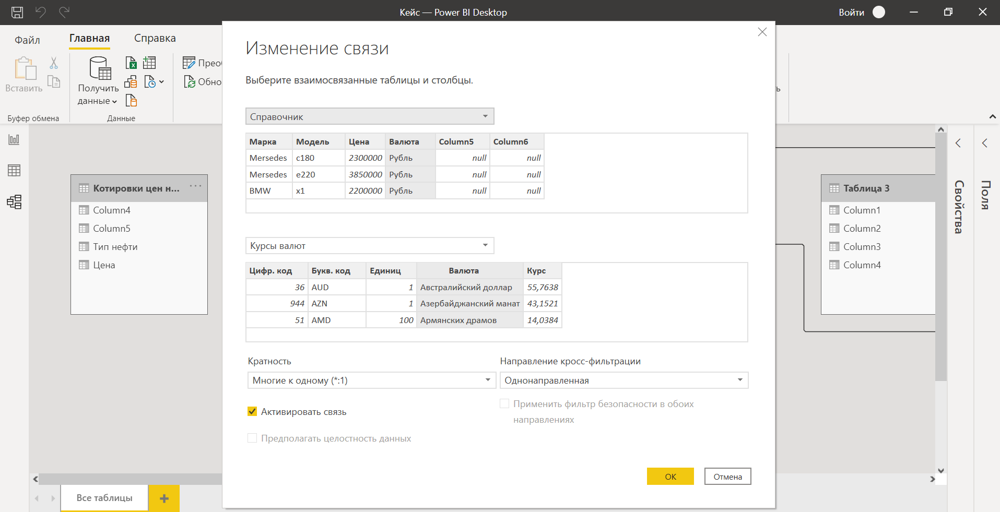 Кейс — Power BI Desktop
Войти
Файл
Главная
Справка
Вставить
Получить
данные
Обно
Буфер обмена
Данные
Котировки цен н...
Column4
Column5
Тип нефти
Цена
Изменение связи
Выберите взаимосвязанные таблицы и столбцы.
Справочник
Марка Модель Цена Валюта Column5 Column6
Mersedes c180 2300000 Рубль null null
Mersedes e220 3850000 Рубль null null
BMW x1 2200000 Рубль null null
Курсы валют
Цифр. код Букв. код Единиц Валюта Курс
36 AUD 1 Австралийский доллар 55,7638
944 AZN 1 Азербайджанский манат 43,1521
51 AMD 100 Армянских драмов 14,0384
Кратность
Многие к одному (*:1)
Направление кросс-фильтрации
Однонаправленная
Активировать связь
Применить фильтр безопасности в обоих
направлениях
Предполагать целостность данных
ОК
Отмена
Таблица 3
Column1
Column2
Column3
Column4
Свойства
Поля
Все таблицы